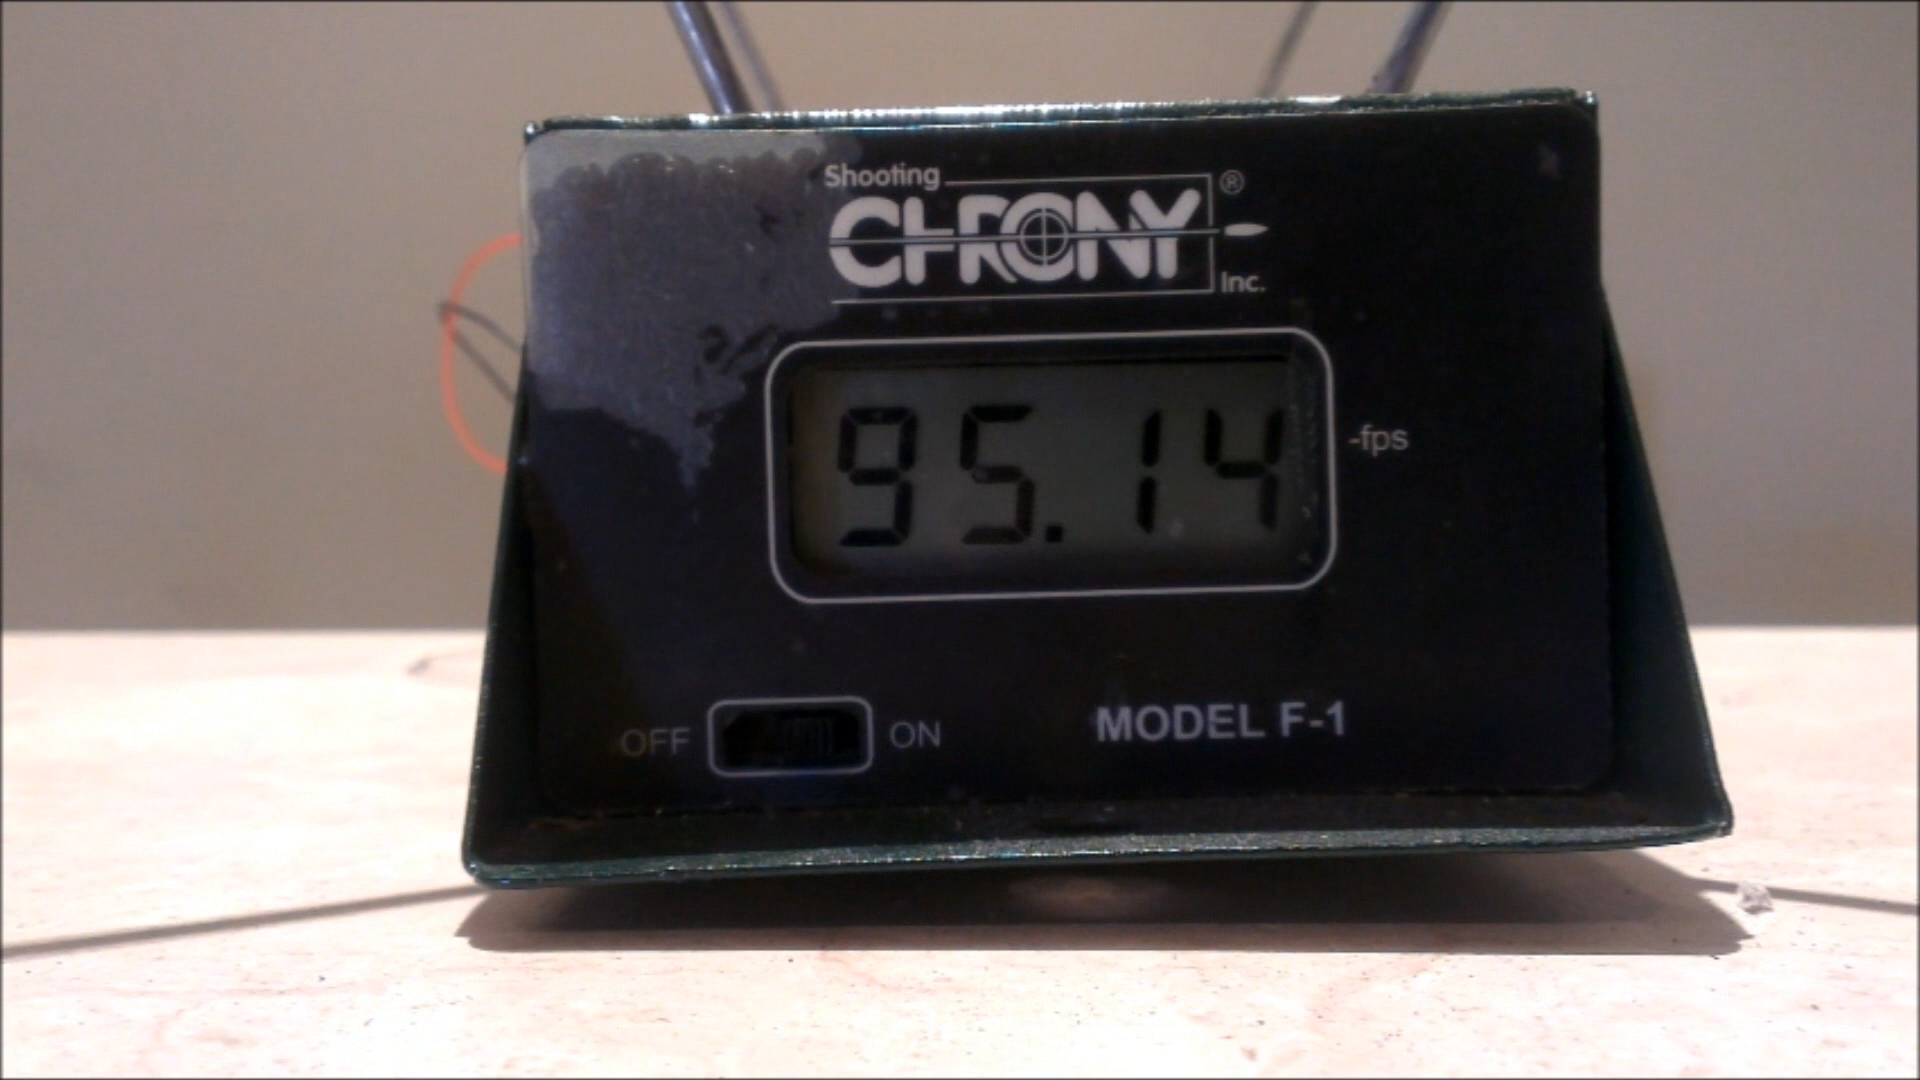 Shooting
CHRONY ®
Inc.
95.14
-fps
OFF ON
MODEL F-1